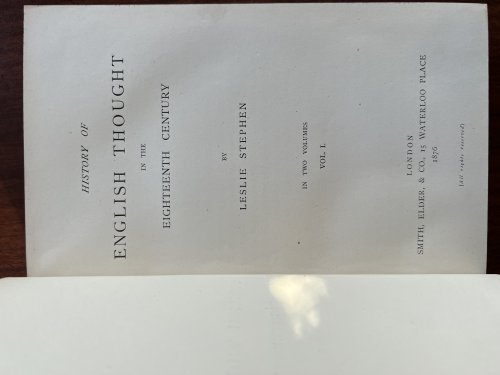 HISTORY OF
ENGLISH THOUGHT
IN THE
EIGHTEENTH CENTURY
BY
LESLIE STEPHEN
IN TWO VOLUMES
VOL. I.
LONDON
SMITH, ELDER, & CO., 15 WATERLOO PLACE
1876
[All rights reserved]